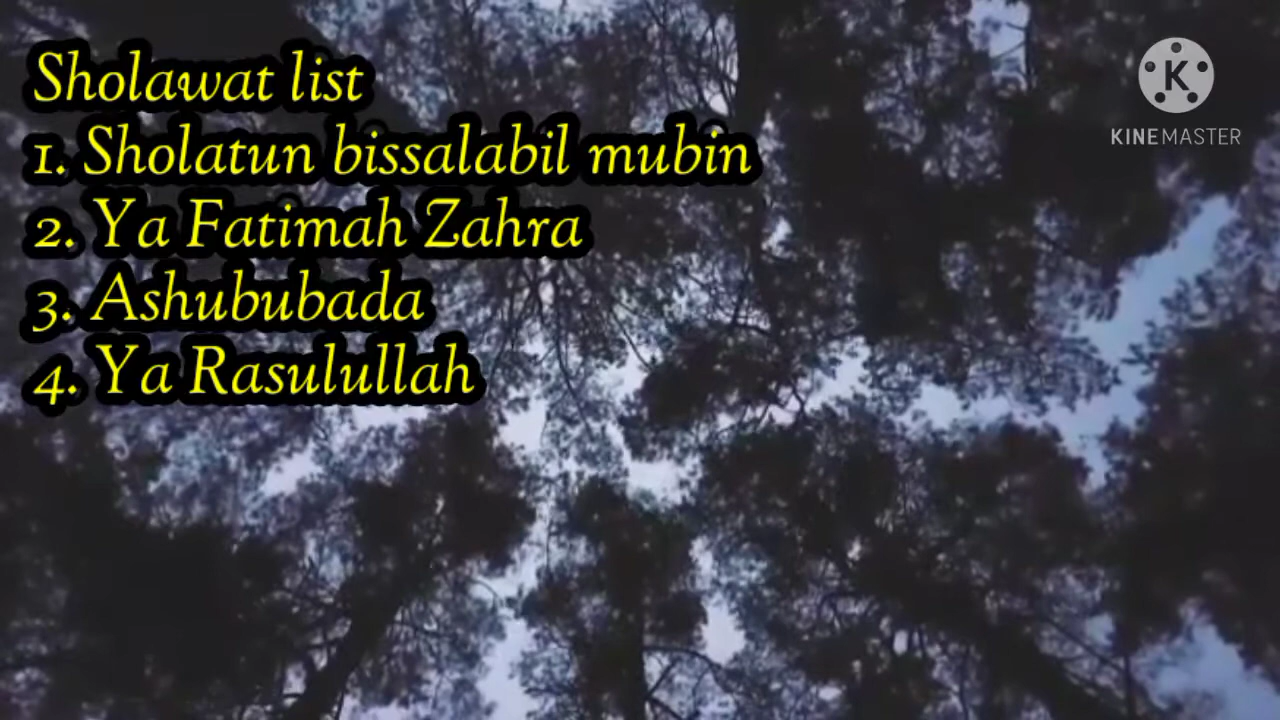 Sholawat list
1. Sholatun bissalabil mubin
2. Ya Fatimah Zahra
3. Ashububada
4. Ya Rasulullah
K
KINEMASTER